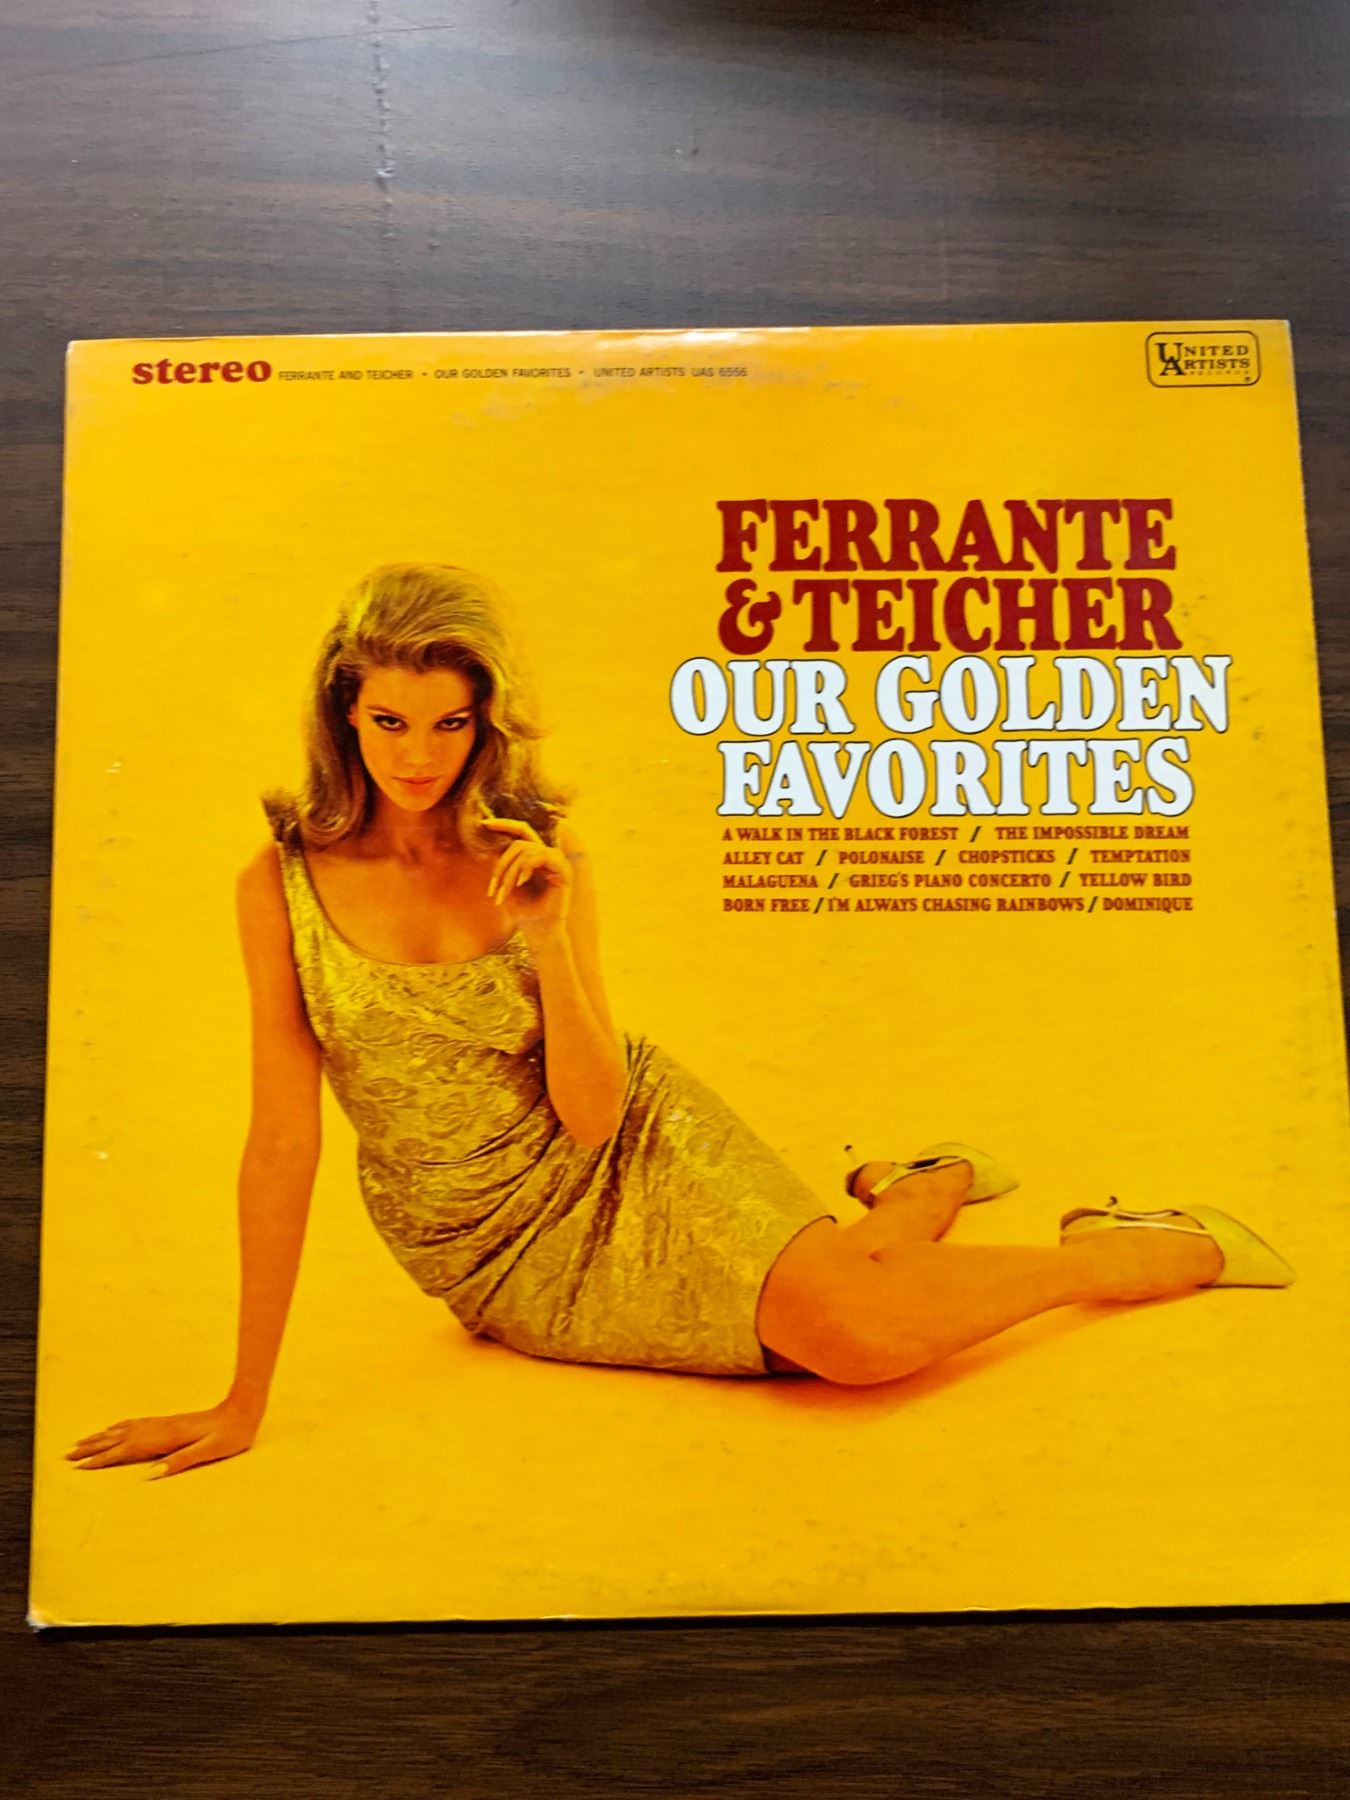 stereo FERRANTE AND TEICHER • OUR GOLDEN FAVORITES • UNITED ARTISTS UAS 6556
UNITED
ARTISTS
RECORDS
®
FERRANTE
& TEICHER
OUR GOLDEN
FAVORITES
A WALK IN THE BLACK FOREST / THE IMPOSSIBLE DREAM
ALLEY CAT / POLONAISE / CHOPSTICKS / TEMPTATION
MALAGUENA / GRIEG'S PIANO CONCERTO / YELLOW BIRD
BORN FREE / I'M ALWAYS CHASING RAINBOWS / DOMINIQUE